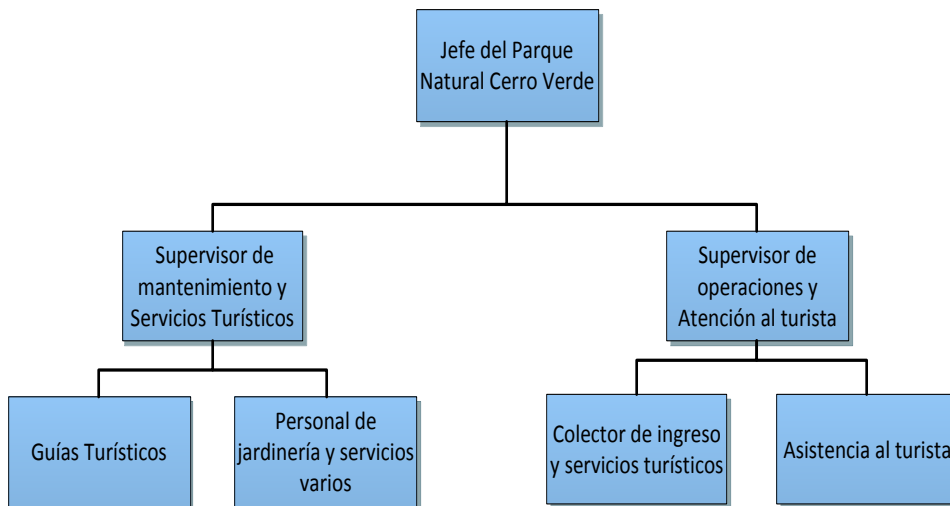 Jefe del Parque
Natural Cerro Verde
Supervisor de
mantenimiento y
Servicios Turísticos
Supervisor de
operaciones y
Atención al turista
Guías Turísticos
Personal de
jardinería y servicios
varios
Colector de ingreso
y servicios turísticos
Asistencia al turista